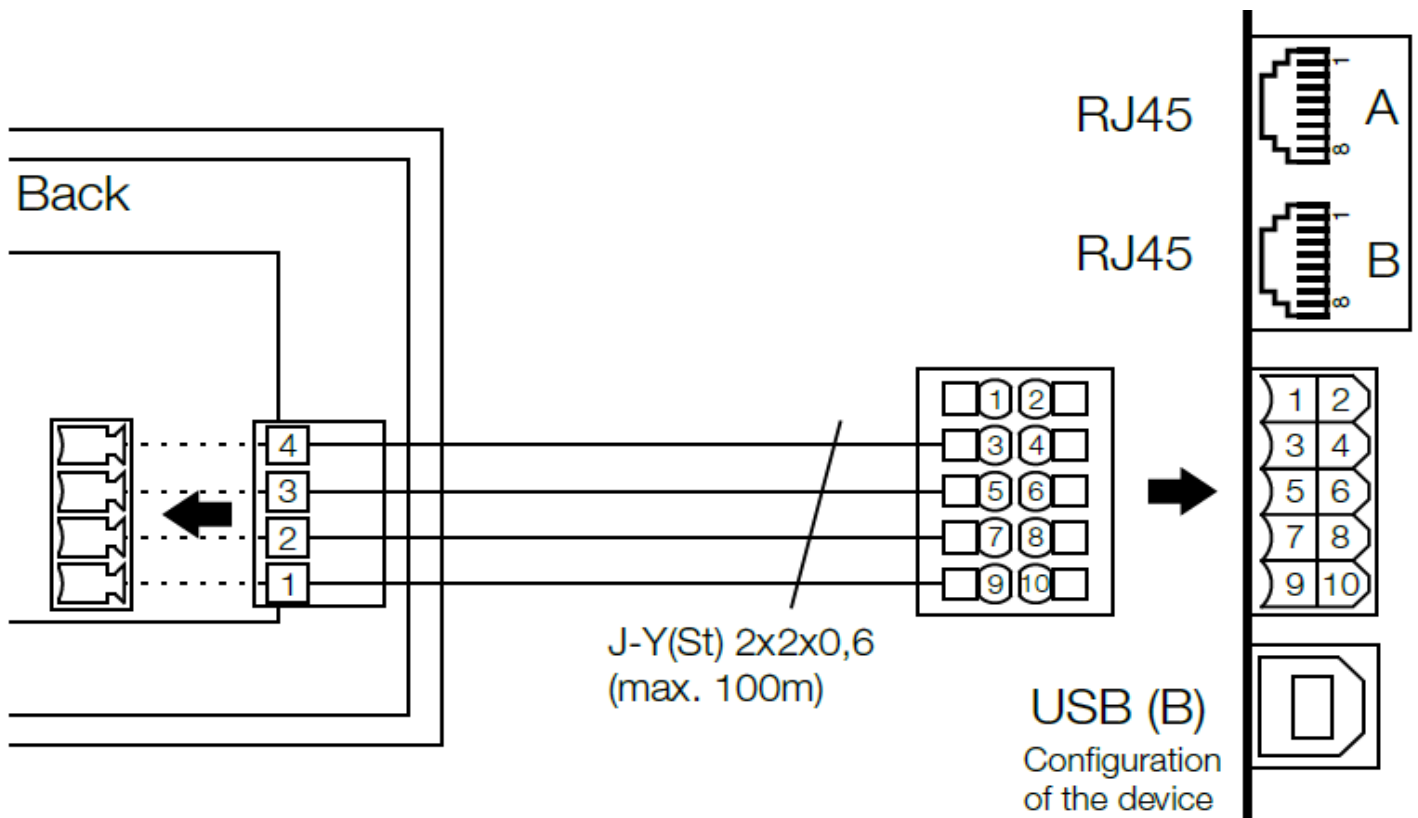 Back
4
3
2
1
J-Y(St) 2x2x0,6
(max. 100m)
1 2
3 4
5 6
7 8
9 10
RJ45
1
8
A
RJ45
1
8
B
1 2
3 4
5 6
7 8
9 10
USB (B)
Configuration
of the device